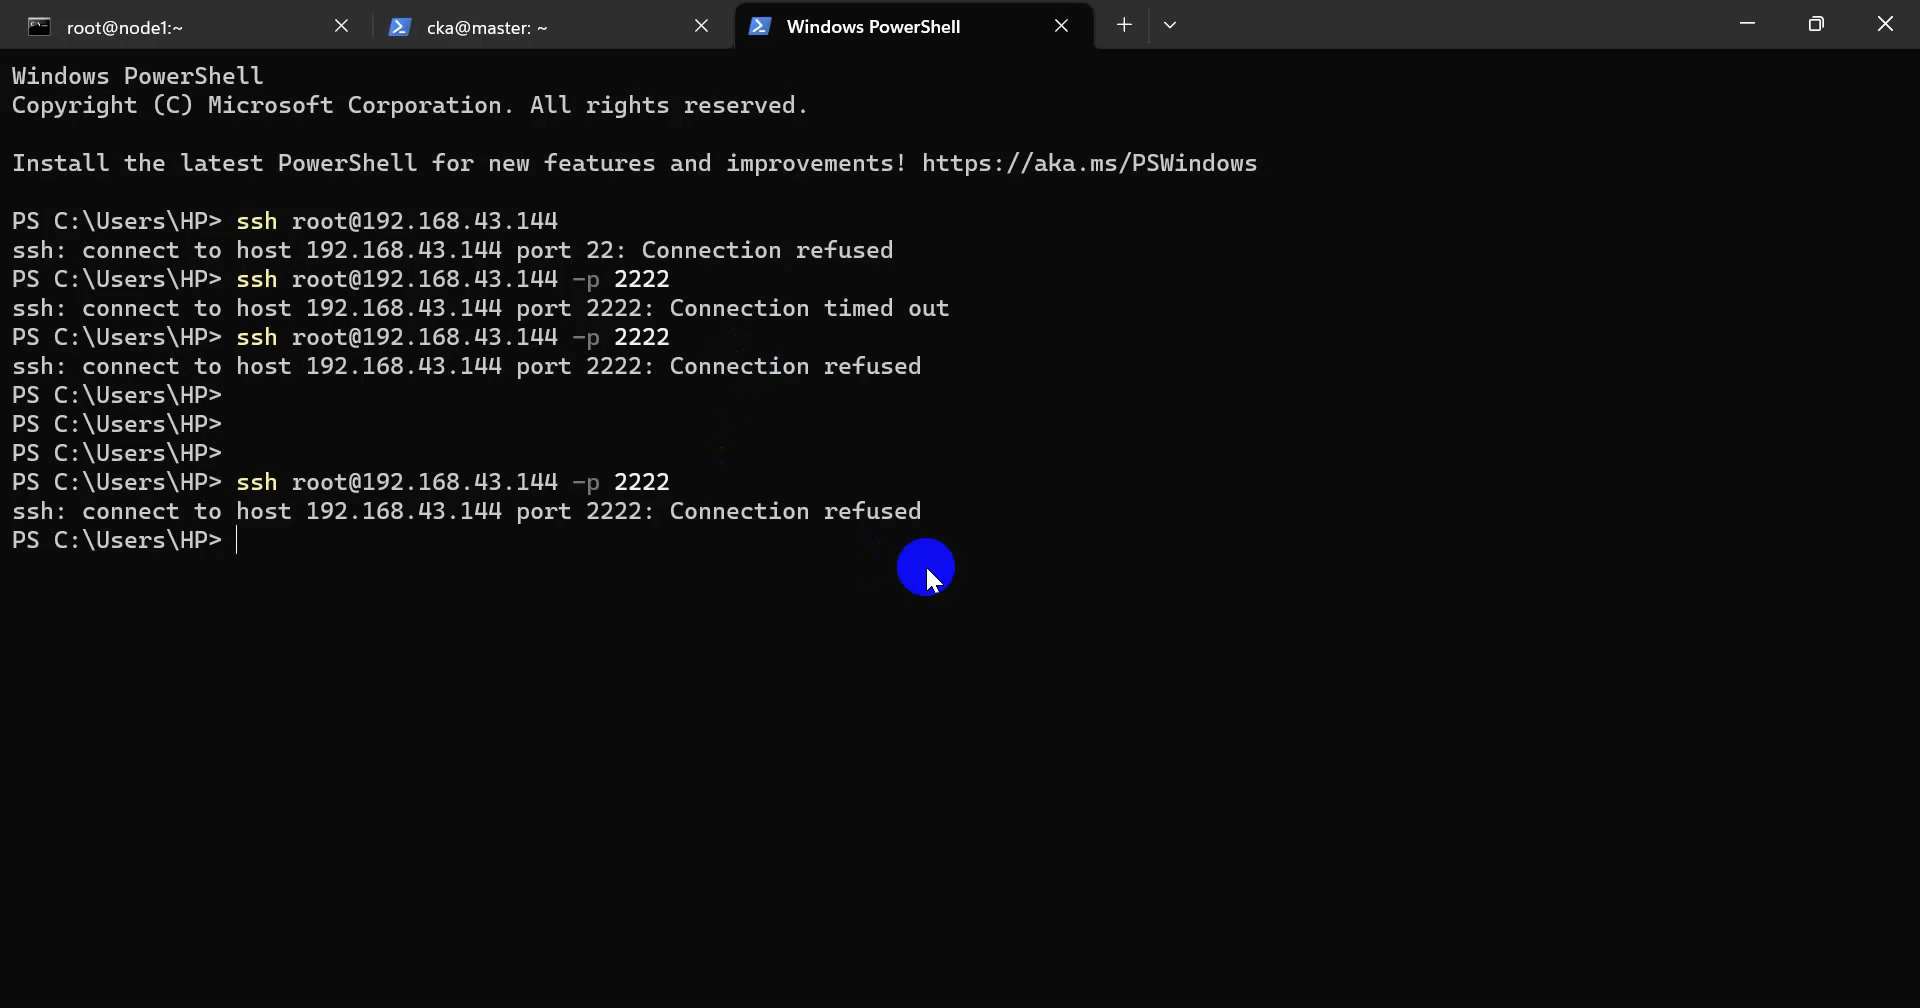 root@node1:~
cka@master: ~
Windows PowerShell
Windows PowerShell
Copyright (C) Microsoft Corporation. All rights reserved.
Install the latest PowerShell for new features and improvements! https://aka.ms/PSWindows
PS C:\Users\HP> ssh root@192.168.43.144
ssh: connect to host 192.168.43.144 port 22: Connection refused
PS C:\Users\HP> ssh root@192.168.43.144 -p 2222
ssh: connect to host 192.168.43.144 port 2222: Connection timed out
PS C:\Users\HP> ssh root@192.168.43.144 -p 2222
ssh: connect to host 192.168.43.144 port 2222: Connection refused
PS C:\Users\HP>
PS C:\Users\HP>
PS C:\Users\HP>
PS C:\Users\HP> ssh root@192.168.43.144 -p 2222
ssh: connect to host 192.168.43.144 port 2222: Connection refused
PS C:\Users\HP>